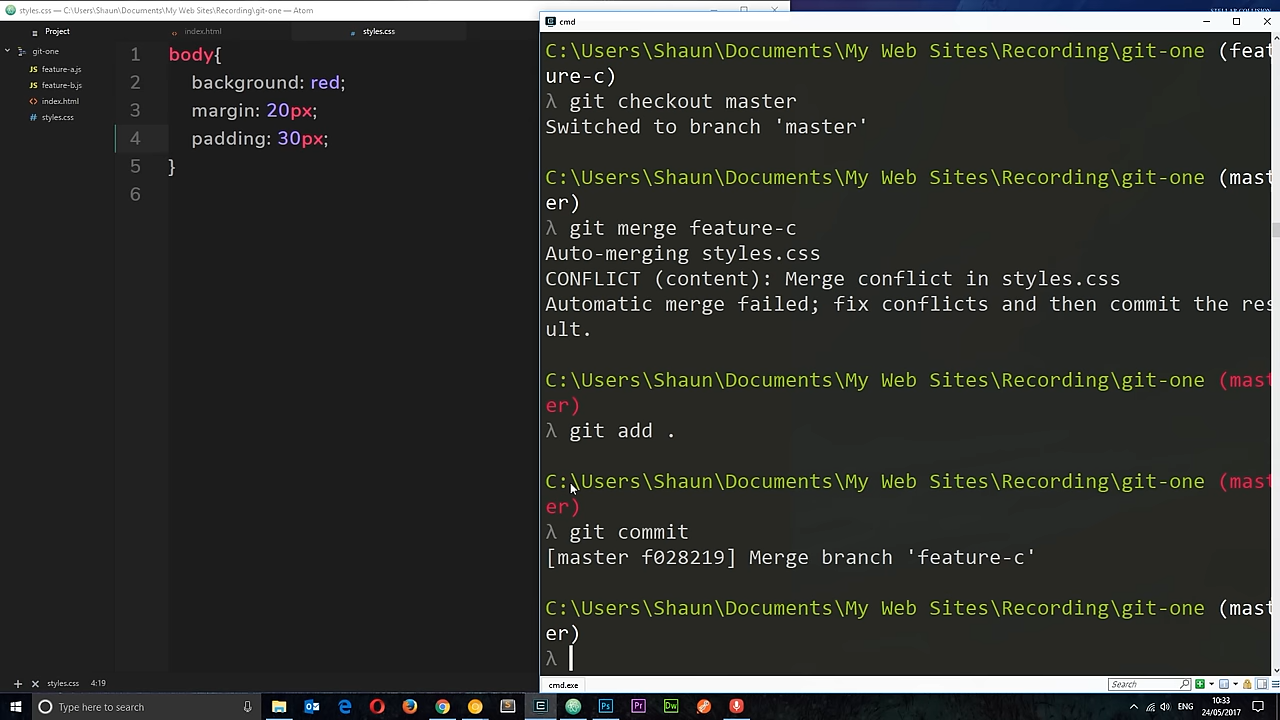 styles.css — C:\Users\Shaun\Documents\My Web Sites\Recording\git-one — Atom
Project
index.html
styles.css
git-one
feature-a.js
feature-b.js
index.html
styles.css
1 body{
2 background: red;
3 margin: 20px;
4 padding: 30px;
5 }
6
styles.css 4:19
cmd
C:\Users\Shaun\Documents\My Web Sites\Recording\git-one (feat
ure-c)
λ git checkout master
Switched to branch 'master'
C:\Users\Shaun\Documents\My Web Sites\Recording\git-one (mast
er)
λ git merge feature-c
Auto-merging styles.css
CONFLICT (content): Merge conflict in styles.css
Automatic merge failed; fix conflicts and then commit the res
ult.
C:\Users\Shaun\Documents\My Web Sites\Recording\git-one (mast
er)
λ git add .
C:\Users\Shaun\Documents\My Web Sites\Recording\git-one (mast
er)
λ git commit
[master f028219] Merge branch 'feature-c'
C:\Users\Shaun\Documents\My Web Sites\Recording\git-one (mast
er)
λ
cmd.exe
Search
Type here to search
Ps
Pr
Dw
ENG
10:33
24/05/2017